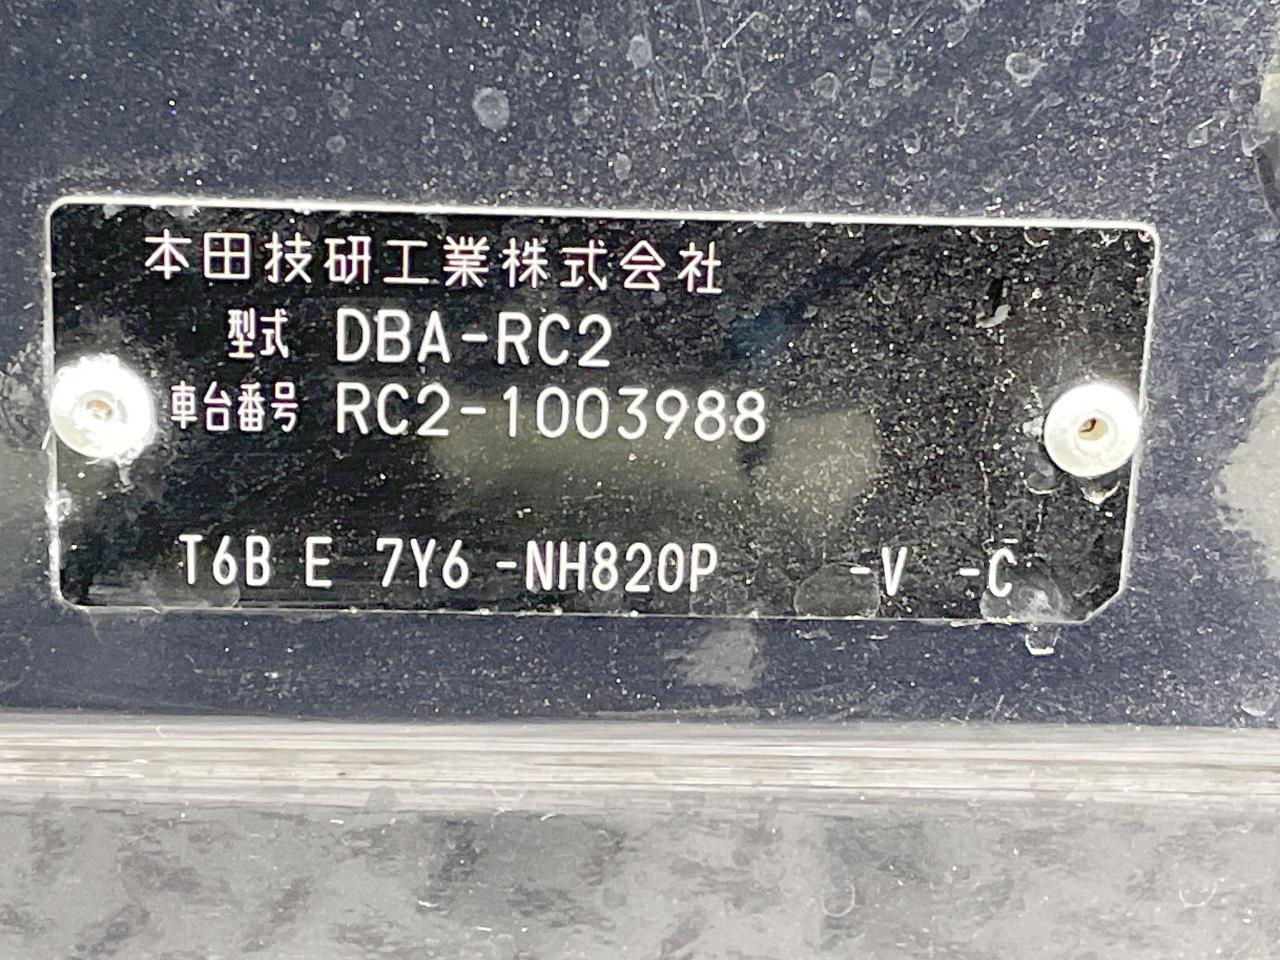 本田技研工業株式会社
型式 DBA-RC2
車台番号 RC2-1003988
T6B E 7Y6 -NH820P -V -C